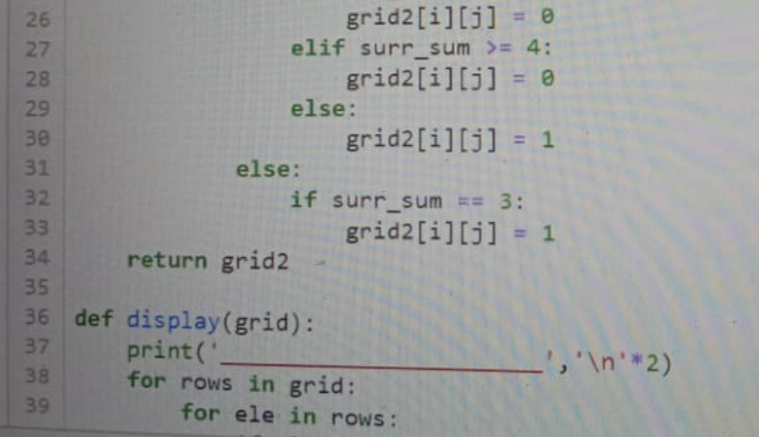 26                     grid2[i][j] = 0
27                 elif surr_sum >= 4:
28                     grid2[i][j] = 0
29                 else:
30                     grid2[i][j] = 1
31             else:
32                 if surr_sum == 3:
33                     grid2[i][j] = 1
34     return grid2
35
36 def display(grid):
37     print('________________________','\n'*2)
38     for rows in grid:
39         for ele in rows: